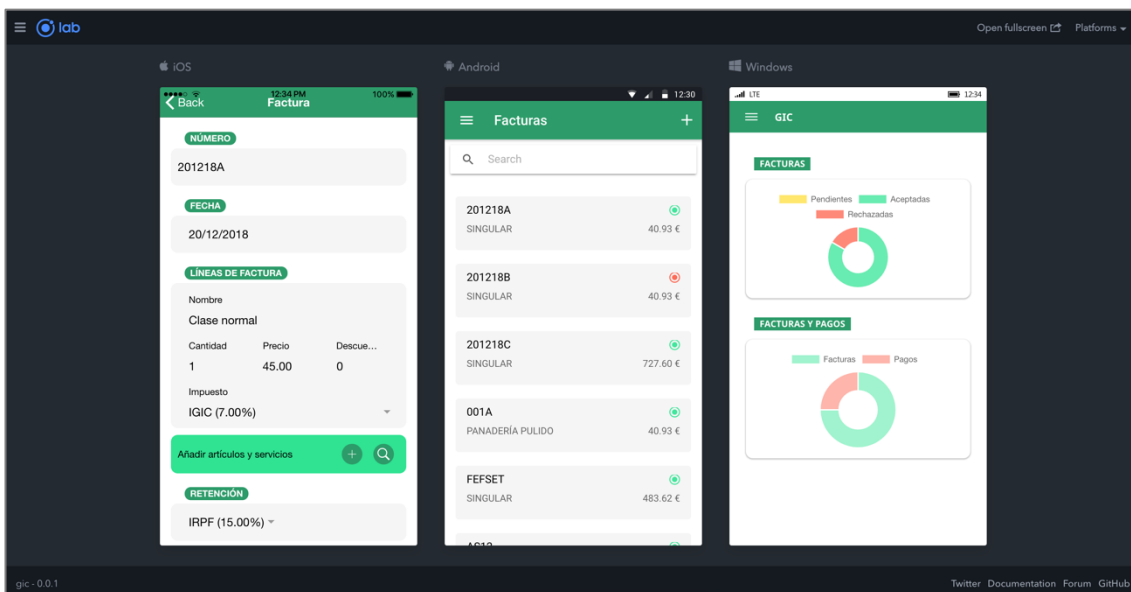 lab
Open fullscreen Platforms
iOS
12:34 PM 100%
Back Factura
NÚMERO
201218A
FECHA
20/12/2018
LÍNEAS DE FACTURA
Nombre
Clase normal
Cantidad Precio Descue...
1 45.00 0
Impuesto
IGIC (7.00%)
Añadir artículos y servicios
RETENCIÓN
IRPF (15.00%)
Android
12:30
Facturas
Search
201218A
SINGULAR 40.93 €
201218B
SINGULAR 40.93 €
201218C
SINGULAR 727.60 €
001A
PANADERÍA PULIDO 40.93 €
FEFSET
SINGULAR 483.62 €
Windows
LTE 12:34
GIC
FACTURAS
Pendientes Aceptadas
Rechazadas
FACTURAS Y PAGOS
Facturas Pagos
gic - 0.0.1
Twitter Documentation Forum GitHub